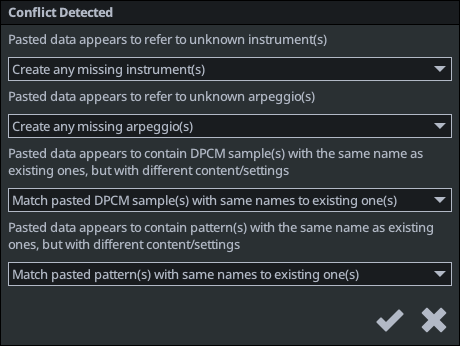 Conflict Detected
Pasted data appears to refer to unknown instrument(s)
Create any missing instrument(s)
Pasted data appears to refer to unknown arpeggio(s)
Create any missing arpeggio(s)
Pasted data appears to contain DPCM sample(s) with the same name as
existing ones, but with different content/settings
Match pasted DPCM sample(s) with same names to existing one(s)
Pasted data appears to contain pattern(s) with the same name as existing
ones, but with different content/settings
Match pasted pattern(s) with same names to existing one(s)